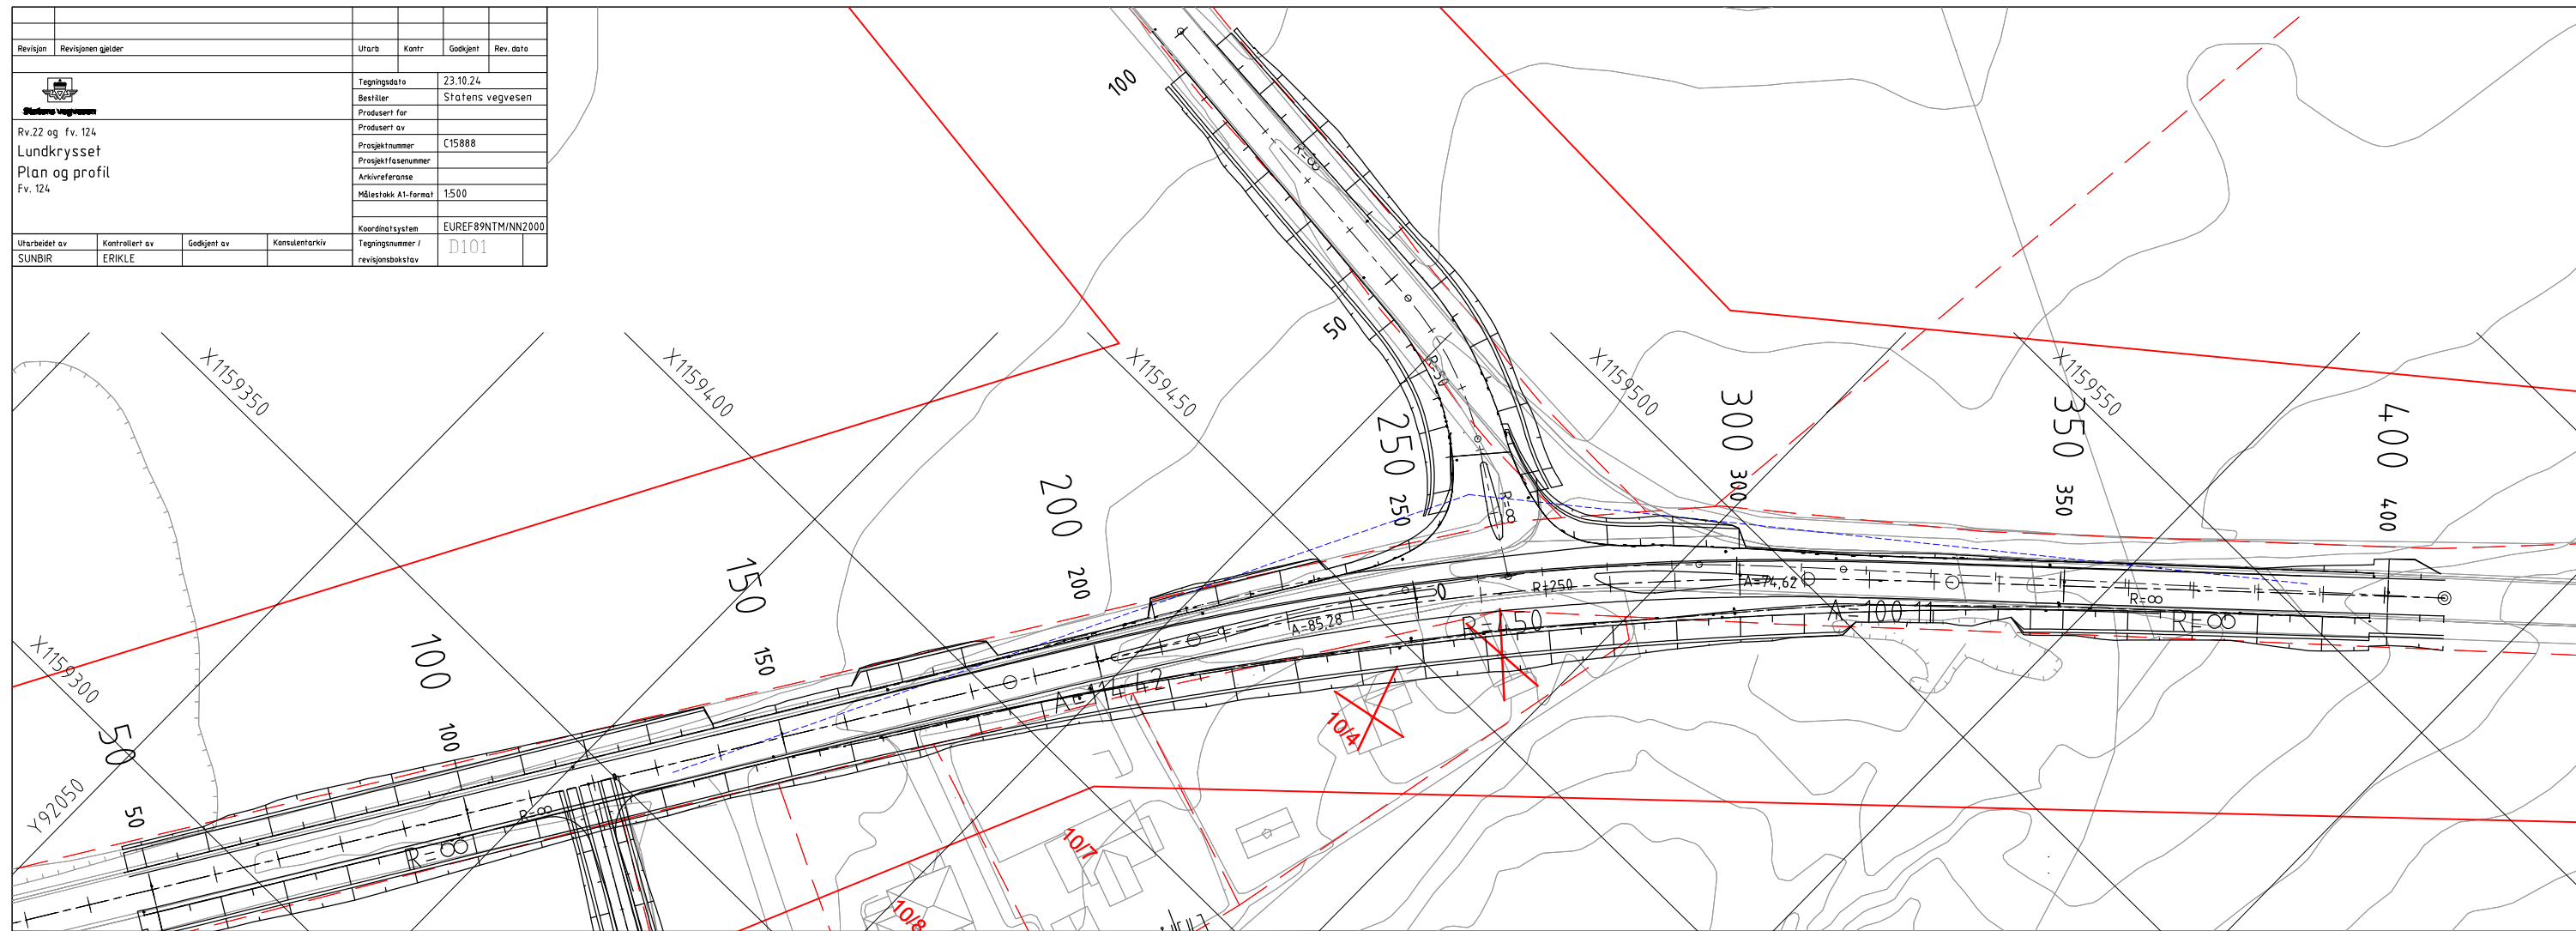 Revisjon Revisjonen gjelder Utarb Kontr Godkjent Rev. dato
Statens vegvesen
Tegningsdato 23.10.24
Bestiller Statens vegvesen
Produsert for
Produsert av
Prosjektnummer C15888
Prosjektfasenummer
Arkivreferanse
Målestokk A1-format 1:500
Koordinatsystem EUREF89NTM/NN2000
Tegningsnummer / revisjonsbokstav D101
Rv.22 og fv. 124
Lundkrysset
Plan og profil
Fv. 124
Utarbeidet av Kontrollert av Godkjent av Konsulentarkiv
SUNBIR ERIKLE
100
R=∞
50
R=50
R=∞
X1159350
X1159400
X1159450
X1159500
X1159550
X1159300
Y92050
50
100
150
200
250
300
350
400
50
100
150
200
250
300
350
400
R=∞
R=∞
A=85,28
R=250
A=74,62
R=∞
A=100,11
R=∞
10/4
10/7
10/8